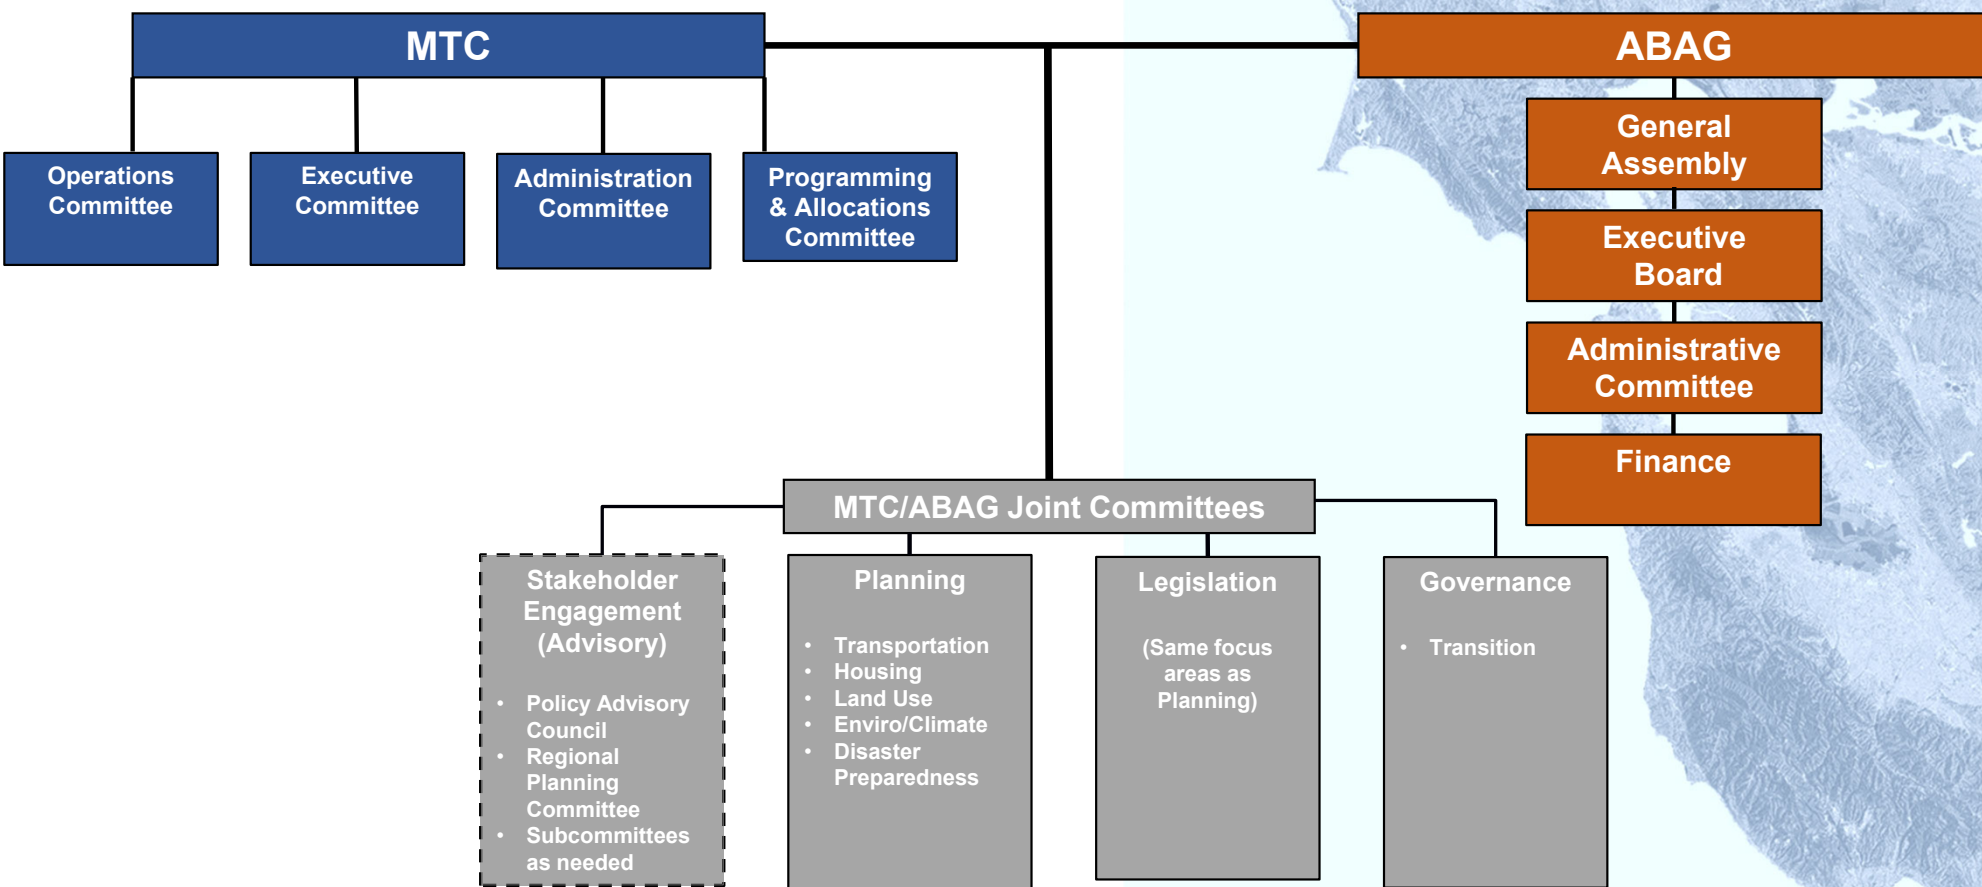 MTC
ABAG
Operations
Committee
Executive
Committee
Administration
Committee
Programming
& Allocations
Committee
General
Assembly
Executive
Board
Administrative
Committee
Finance
MTC/ABAG Joint Committees
Stakeholder
Engagement
(Advisory)
• Policy Advisory
Council
• Regional
Planning
Committee
• Subcommittees
as needed
Planning
• Transportation
• Housing
• Land Use
• Enviro/Climate
• Disaster
Preparedness
Legislation
(Same focus
areas as
Planning)
Governance
• Transition